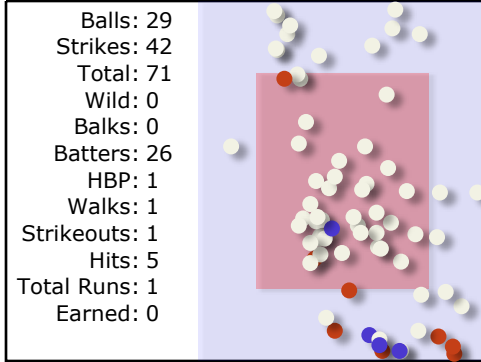 Balls: 29
Strikes: 42
Total: 71
Wild: 0
Balks: 0
Batters: 26
HBP: 1
Walks: 1
Strikeouts: 1
Hits: 5
Total Runs: 1
Earned: 0